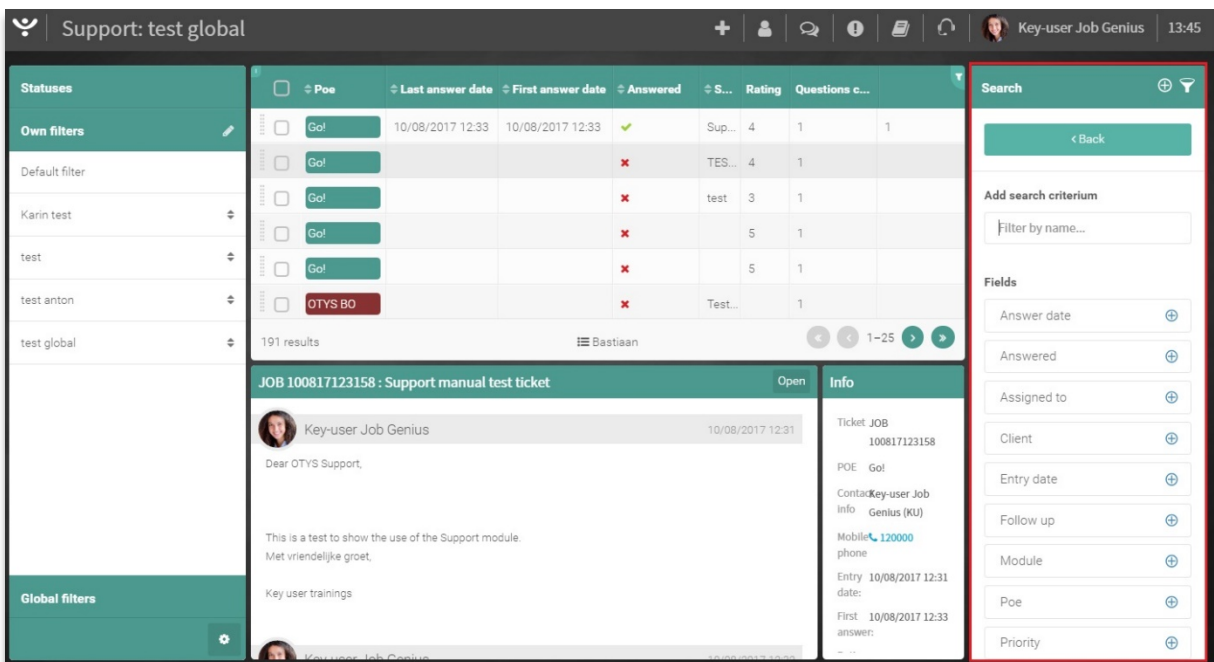 Support: test global
Key-user Job Genius
13:45
Statuses
Own filters
Default filter
Karin test
test
test anton
test global
Global filters
Poe Last answer date First answer date Answered S... Rating Questions c...
Go! 10/08/2017 12:33 10/08/2017 12:33 Sup... 4 1 1
Go! TES... 4 1
Go! test 3 1
Go! 5 1
Go! 5 1
OTYS BO Test... 1
191 results
Bastiaan
1–25
JOB 100817123158 : Support manual test ticket
Open
Key-user Job Genius 10/08/2017 12:31
Dear OTYS Support,
This is a test to show the use of the Support module.
Met vriendelijke groet,
Key user trainings
Key-user Job Genius
Info
Ticket JOB
100817123158
POE Go!
Contact Key-user Job
Info Genius (KU)
Mobile 120000
phone
Entry 10/08/2017 12:31
date:
First 10/08/2017 12:33
answer:
Search
Back
Add search criterium
Filter by name...
Fields
Answer date
Answered
Assigned to
Client
Entry date
Follow up
Module
Poe
Priority